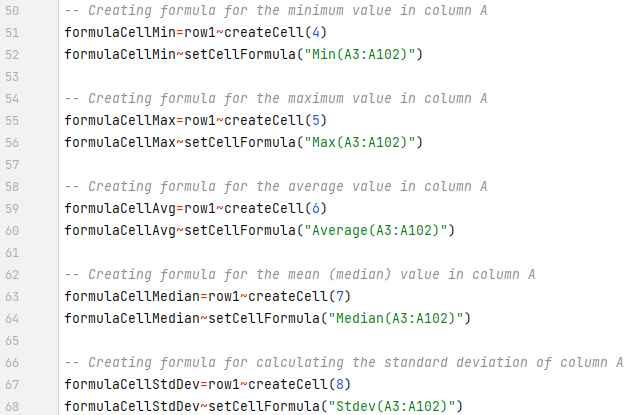 50 -- Creating formula for the minimum value in column A
51 formulaCellMin=row1~createCell(4)
52 formulaCellMin~setCellFormula("Min(A3:A102)")
53
54 -- Creating formula for the maximum value in column A
55 formulaCellMax=row1~createCell(5)
56 formulaCellMax~setCellFormula("Max(A3:A102)")
57
58 -- Creating formula for the average value in column A
59 formulaCellAvg=row1~createCell(6)
60 formulaCellAvg~setCellFormula("Average(A3:A102)")
61
62 -- Creating formula for the mean (median) value in column A
63 formulaCellMedian=row1~createCell(7)
64 formulaCellMedian~setCellFormula("Median(A3:A102)")
65
66 -- Creating formula for calculating the standard deviation of column A
67 formulaCellStdDev=row1~createCell(8)
68 formulaCellStdDev~setCellFormula("Stdev(A3:A102)")